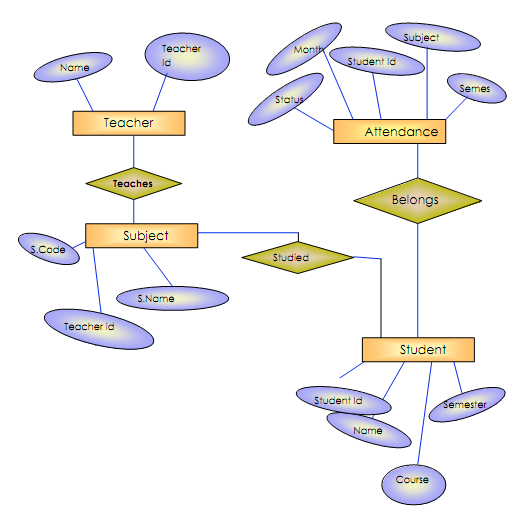 Teacher
Id
Name
Month
Subject
Student Id
Semes
Status
Teacher
Attendance
Teaches
Belongs
Subject
S.Code
Studied
S.Name
Teacher id
Student
Student Id
Semester
Name
Course